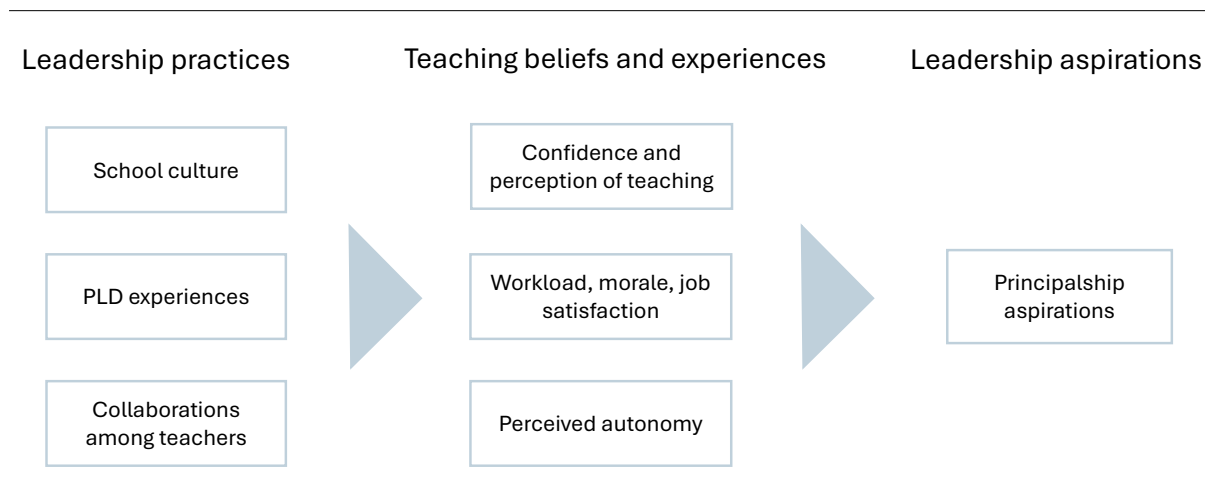 Leadership practices
Teaching beliefs and experiences
Leadership aspirations
School culture
PLD experiences
Collaborations
among teachers
Confidence and
perception of teaching
Workload, morale, job
satisfaction
Perceived autonomy
Principalship
aspirations